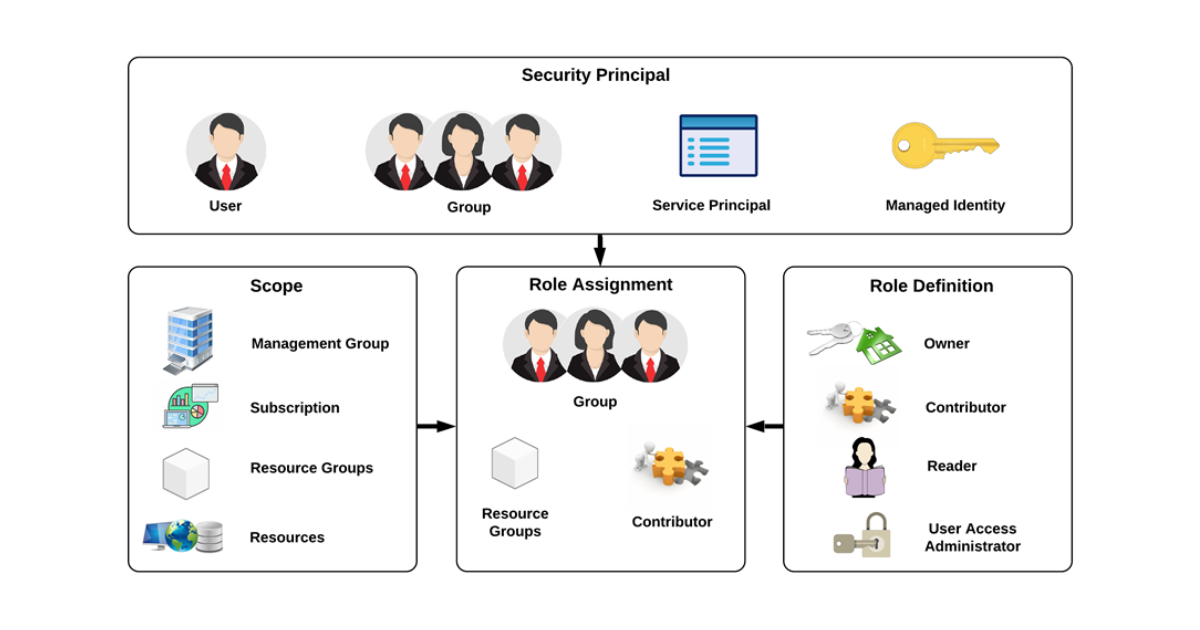 Security Principal
User
Group
Service Principal
Managed Identity
Scope
Management Group
Subscription
Resource Groups
Resources
Role Assignment
Group
Resource
Groups
Contributor
Role Definition
Owner
Contributor
Reader
User Access
Administrator